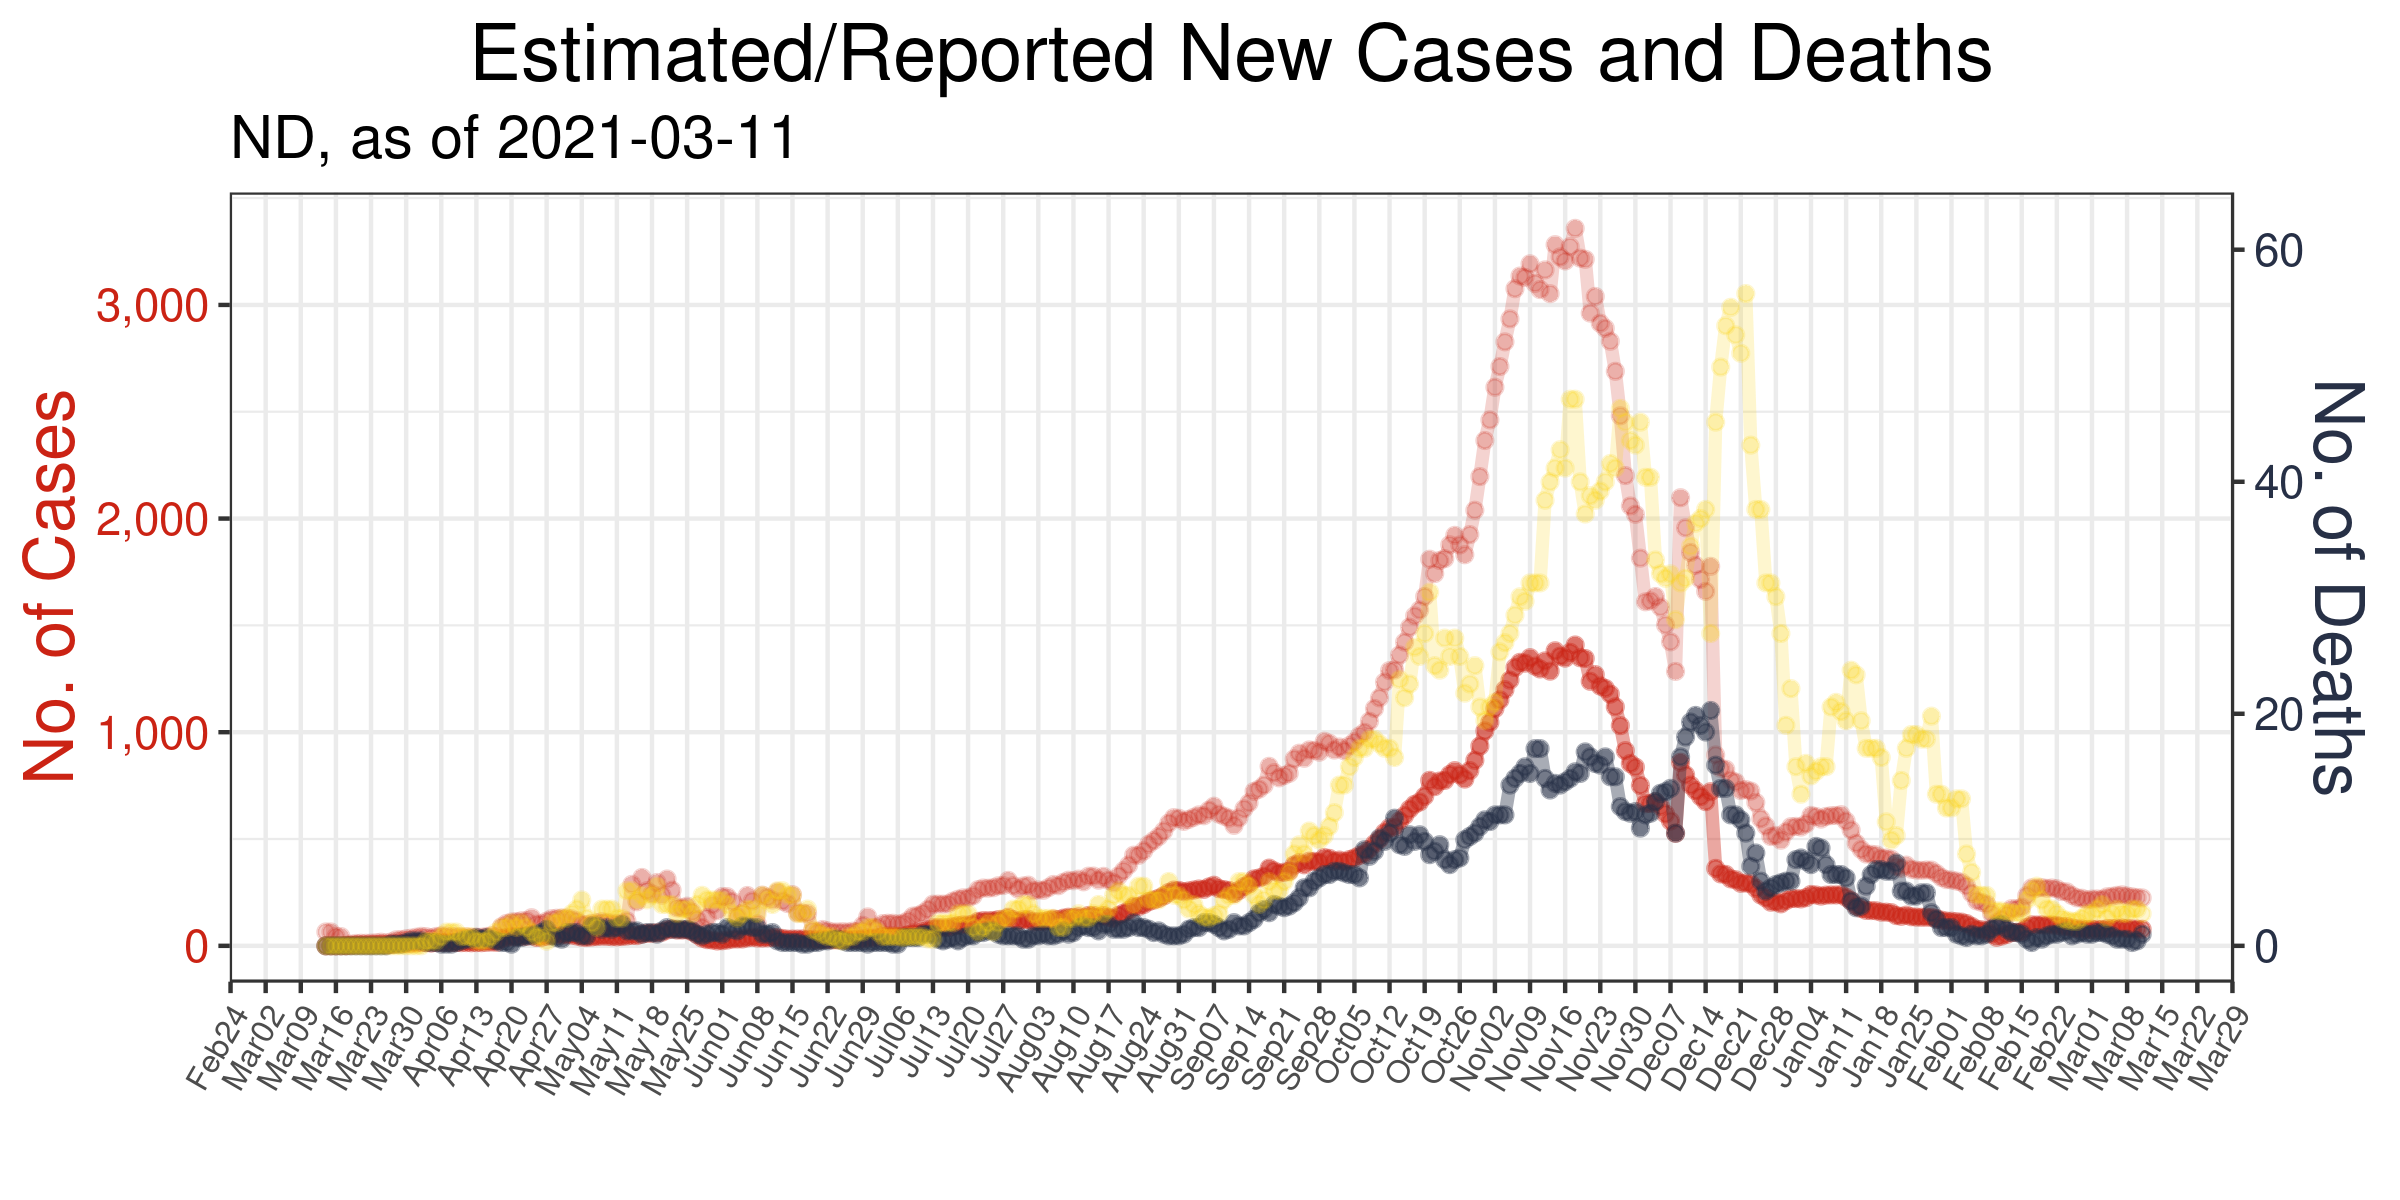 Estimated/Reported New Cases and Deaths
ND, as of 2021-03-11
No. of Cases
3,000
2,000
1,000
0
60
40
20
0
No. of Deaths
Feb24
Mar02
Mar09
Mar16
Mar23
Mar30
Apr06
Apr13
Apr20
Apr27
May04
May11
May18
May25
Jun01
Jun08
Jun15
Jun22
Jun29
Jul06
Jul13
Jul20
Jul27
Aug03
Aug10
Aug17
Aug24
Aug31
Sep07
Sep14
Sep21
Sep28
Oct05
Oct12
Oct19
Oct26
Nov02
Nov09
Nov16
Nov23
Nov30
Dec07
Dec14
Dec21
Dec28
Jan04
Jan11
Jan18
Jan25
Feb01
Feb08
Feb15
Feb22
Mar01
Mar08
Mar15
Mar22
Mar29